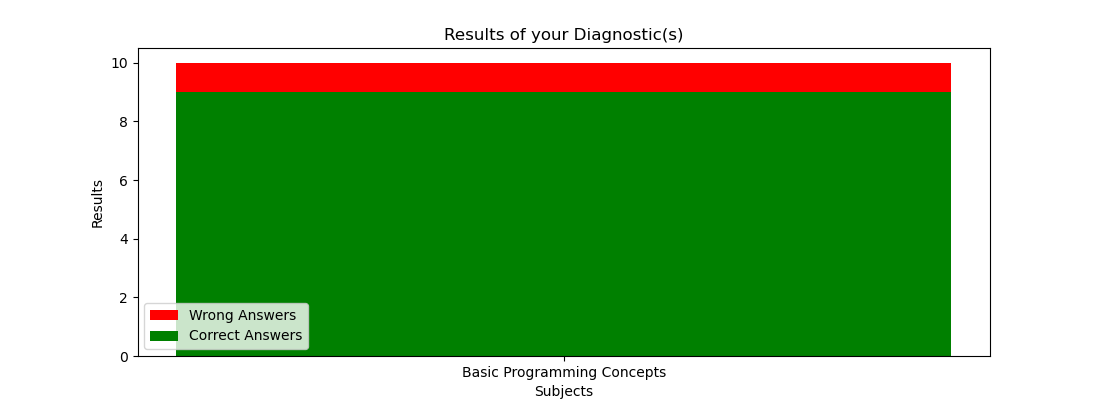 Results of your Diagnostic(s)
10
8
6
4
2
0
Results
Wrong Answers
Correct Answers
Basic Programming Concepts
Subjects